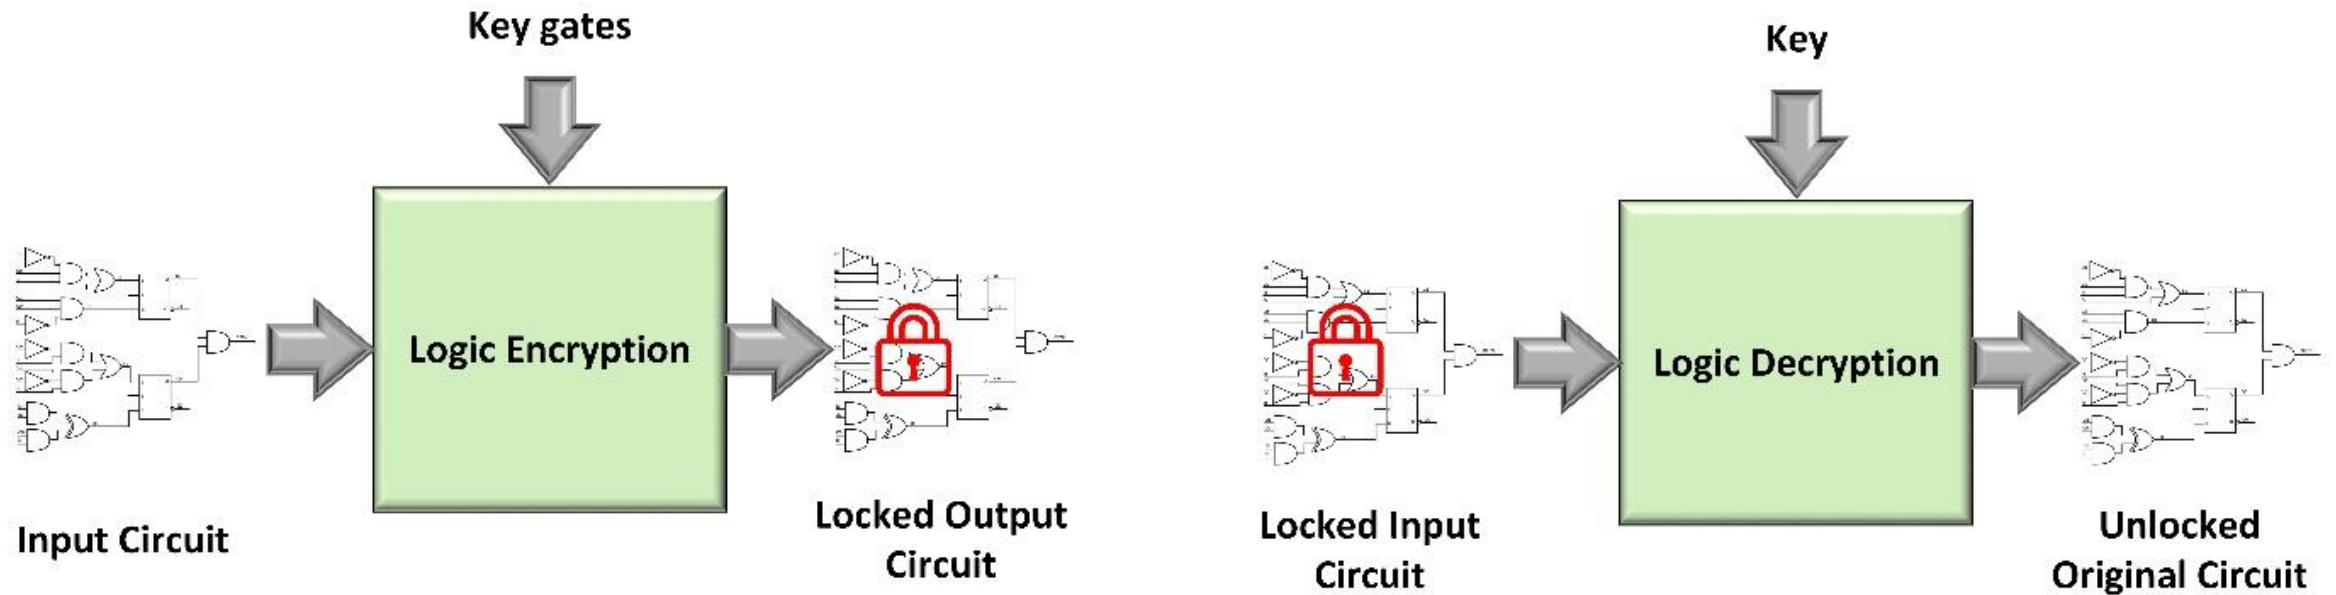 Key gates
Logic Encryption
Input Circuit
Locked Output
Circuit
Key
Logic Decryption
Locked Input
Circuit
Unlocked
Original Circuit